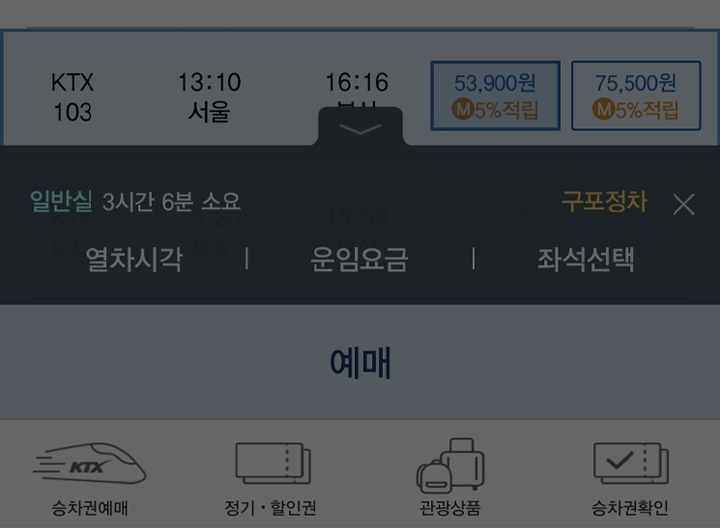 KTX 13:10 16:16 53,900원 75,500원
103 서울 부산 Ⓜ5%적립 Ⓜ5%적립
일반실 3시간 6분 소요 구포정차
열차시각 | 운임요금 | 좌석선택
예매
KTX
승차권예매 정기·할인권 관광상품 승차권확인